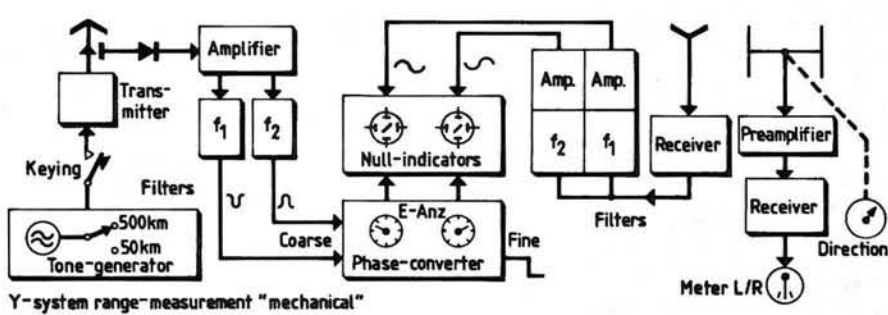 Amplifier
Trans-
mitter
f₁
f₂
Keying
Filters
500km
50km
Tone-generator
Null-indicators
Coarse
E-Anz
Phase-converter
Fine
Amp.
Amp.
f₂
f₁
Filters
Receiver
Preamplifier
Receiver
Direction
Meter L/R
Y-system range-measurement "mechanical"